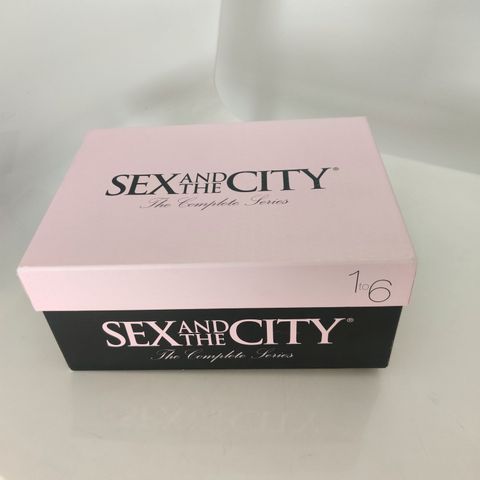 SEX AND THE CITY®
The Complete Series
1 to 6
SEX AND THE CITY®
The Complete Series